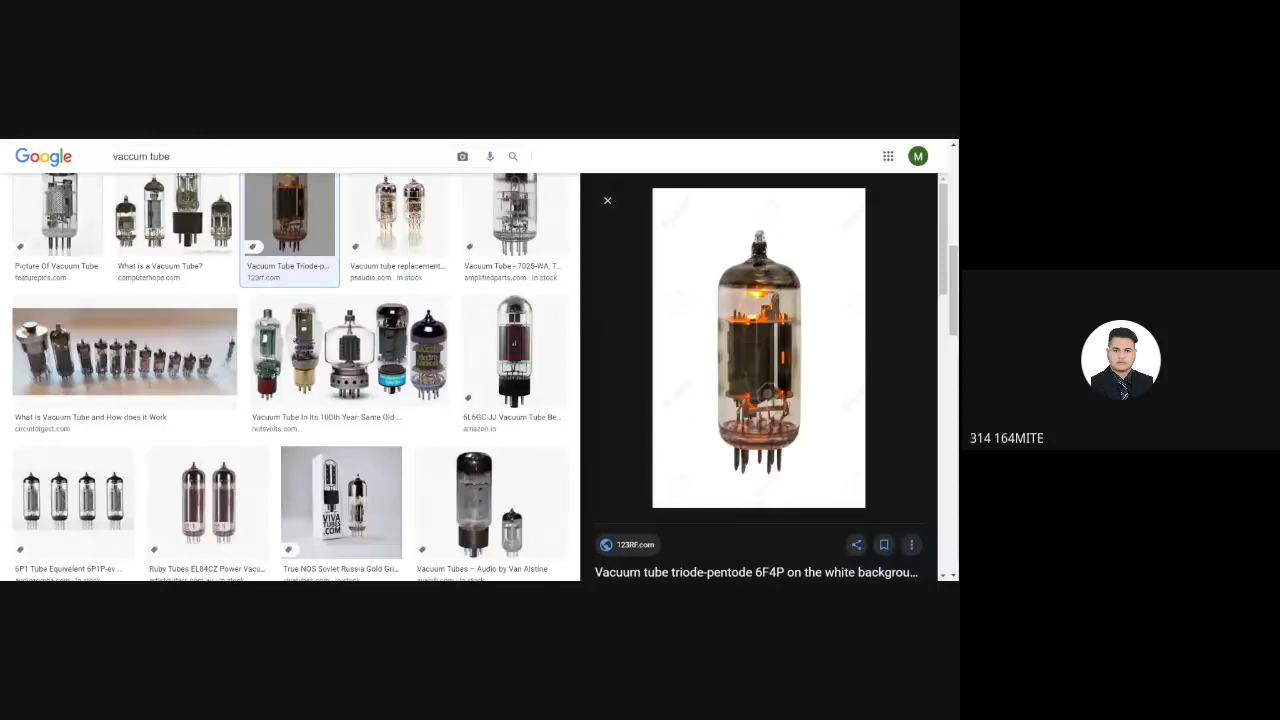 Google
vaccum tube
M
Picture Of Vacuum Tube
featurepics.com
What is a Vacuum Tube?
computerhope.com
Vacuum Tube Triode-p...
123rf.com
Vacuum tube replacement...
psaudio.com · In stock
Vacuum Tube - 7025-WA, T...
amplifiedparts.com · In stock
What is Vacuum Tube and How does it Work
circuitdigest.com
Vacuum Tube In Its 100th Year: Same Old ...
nutsvolts.com
6L6GC-JJ Vacuum Tube Be...
amazon.in
VIVA
TUBES
.COM
6P1 Tube Equivalent 6P1P-ev ...
Ruby Tubes EL84CZ Power Vacu...
True NOS Soviet Russia Gold Gri...
Vacuum Tubes – Audio by Van Alstine
123RF.com
Vacuum tube triode-pentode 6F4P on the white backgrou...
314 164MITE